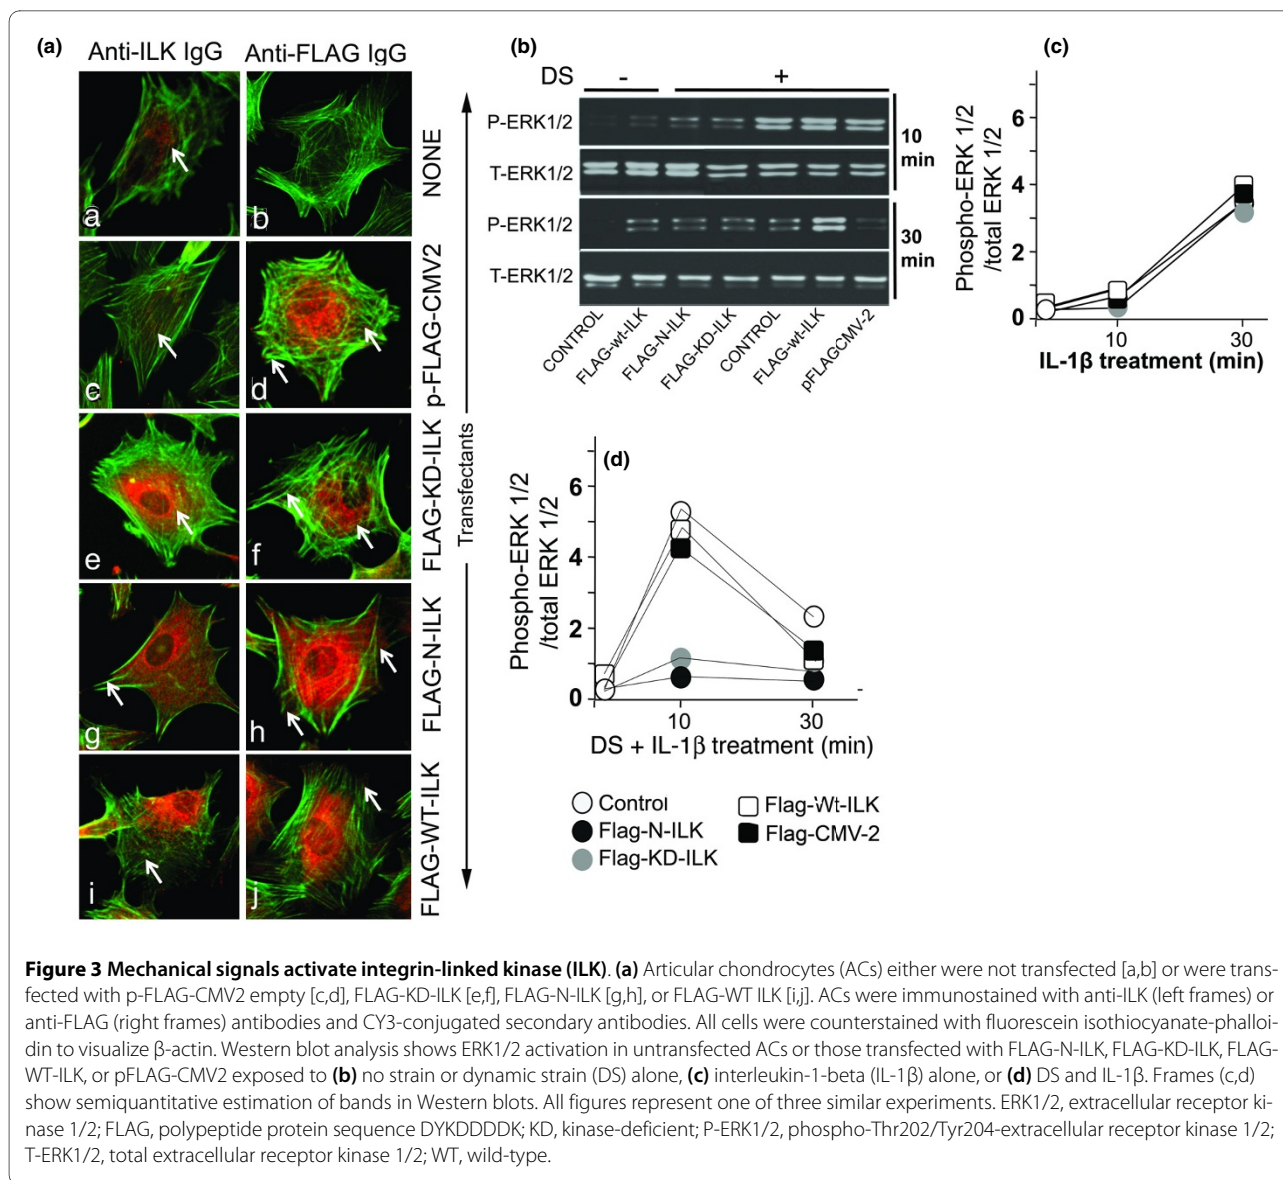 (a)
Anti-ILK IgG
Anti-FLAG IgG
a
b
c
d
e
f
g
h
i
j
NONE
p-FLAG-CMV2
FLAG-KD-ILK
FLAG-N-ILK
FLAG-WT-ILK
Transfectants
(b)
DS - +
P-ERK1/2
T-ERK1/2
10
min
P-ERK1/2
T-ERK1/2
30
min
CONTROL
FLAG-wt-ILK
FLAG-N-ILK
FLAG-KD-ILK
CONTROL
FLAG-wt-ILK
pFLAGCMV-2
(c)
Phospho-ERK 1/2
/total ERK 1/2
6
4
2
0
10 30
IL-1β treatment (min)
(d)
Phospho-ERK 1/2
/total ERK 1/2
6
4
2
0
-
10 30
DS + IL-1β treatment (min)
Control
Flag-N-ILK
Flag-KD-ILK
Flag-Wt-ILK
Flag-CMV-2
Figure 3 Mechanical signals activate integrin-linked kinase (ILK). (a) Articular chondrocytes (ACs) either were not transfected [a,b] or were trans-
fected with p-FLAG-CMV2 empty [c,d], FLAG-KD-ILK [e,f], FLAG-N-ILK [g,h], or FLAG-WT ILK [i,j]. ACs were immunostained with anti-ILK (left frames) or
anti-FLAG (right frames) antibodies and CY3-conjugated secondary antibodies. All cells were counterstained with fluorescein isothiocyanate-phalloi-
din to visualize β-actin. Western blot analysis shows ERK1/2 activation in untransfected ACs or those transfected with FLAG-N-ILK, FLAG-KD-ILK, FLAG-
WT-ILK, or pFLAG-CMV2 exposed to (b) no strain or dynamic strain (DS) alone, (c) interleukin-1-beta (IL-1β) alone, or (d) DS and IL-1β. Frames (c,d)
show semiquantitative estimation of bands in Western blots. All figures represent one of three similar experiments. ERK1/2, extracellular receptor ki-
nase 1/2; FLAG, polypeptide protein sequence DYKDDDDK; KD, kinase-deficient; P-ERK1/2, phospho-Thr202/Tyr204-extracellular receptor kinase 1/2;
T-ERK1/2, total extracellular receptor kinase 1/2; WT, wild-type.